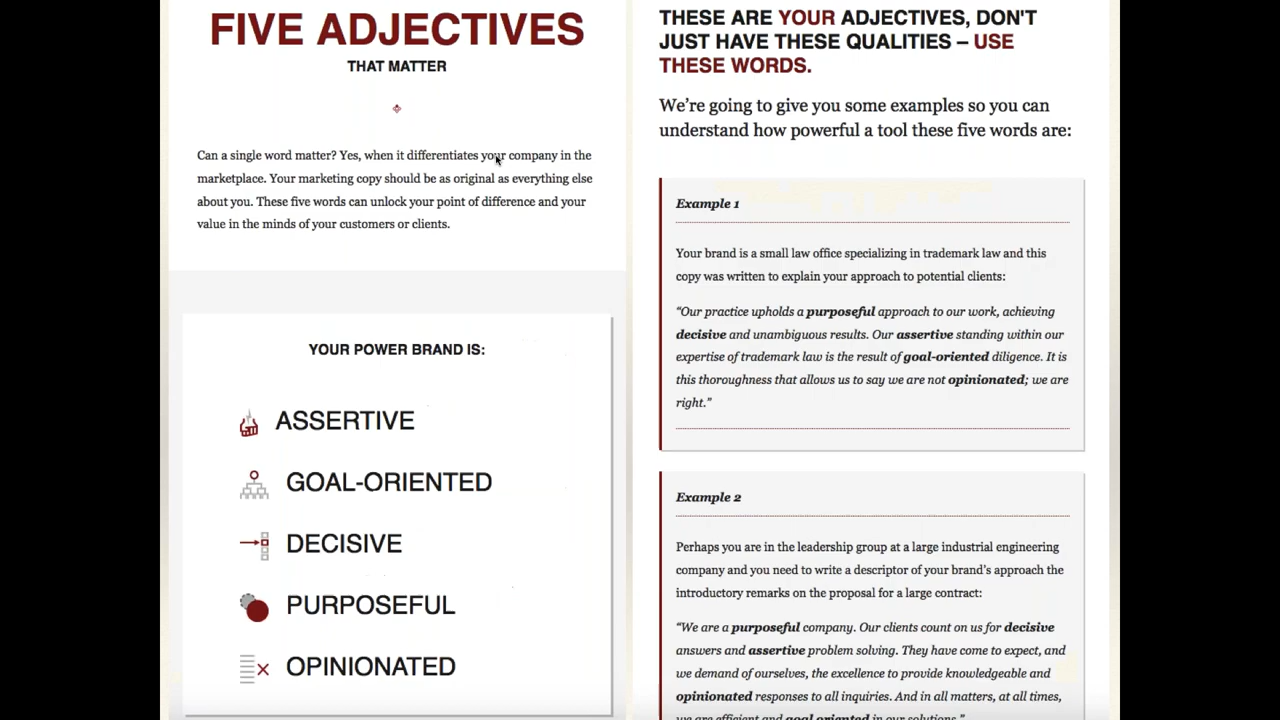 FIVE ADJECTIVES
THAT MATTER
Can a single word matter? Yes, when it differentiates your company in the
marketplace. Your marketing copy should be as original as everything else
about you. These five words can unlock your point of difference and your
value in the minds of your customers or clients.
YOUR POWER BRAND IS:
ASSERTIVE
GOAL-ORIENTED
DECISIVE
PURPOSEFUL
OPINIONATED
THESE ARE YOUR ADJECTIVES, DON'T
JUST HAVE THESE QUALITIES – USE
THESE WORDS.
We're going to give you some examples so you can
understand how powerful a tool these five words are:
Example 1
Your brand is a small law office specializing in trademark law and this
copy was written to explain your approach to potential clients:
“Our practice upholds a purposeful approach to our work, achieving
decisive and unambiguous results. Our assertive standing within our
expertise of trademark law is the result of goal-oriented diligence. It is
this thoroughness that allows us to say we are not opinionated; we are
right.”
Example 2
Perhaps you are in the leadership group at a large industrial engineering
company and you need to write a descriptor of your brand's approach the
introductory remarks on the proposal for a large contract:
“We are a purposeful company. Our clients count on us for decisive
answers and assertive problem solving. They have come to expect, and
we demand of ourselves, the excellence to provide knowledgeable and
opinionated responses to all inquiries. And in all matters, at all times,
we are efficient and goal oriented in our solutions.”